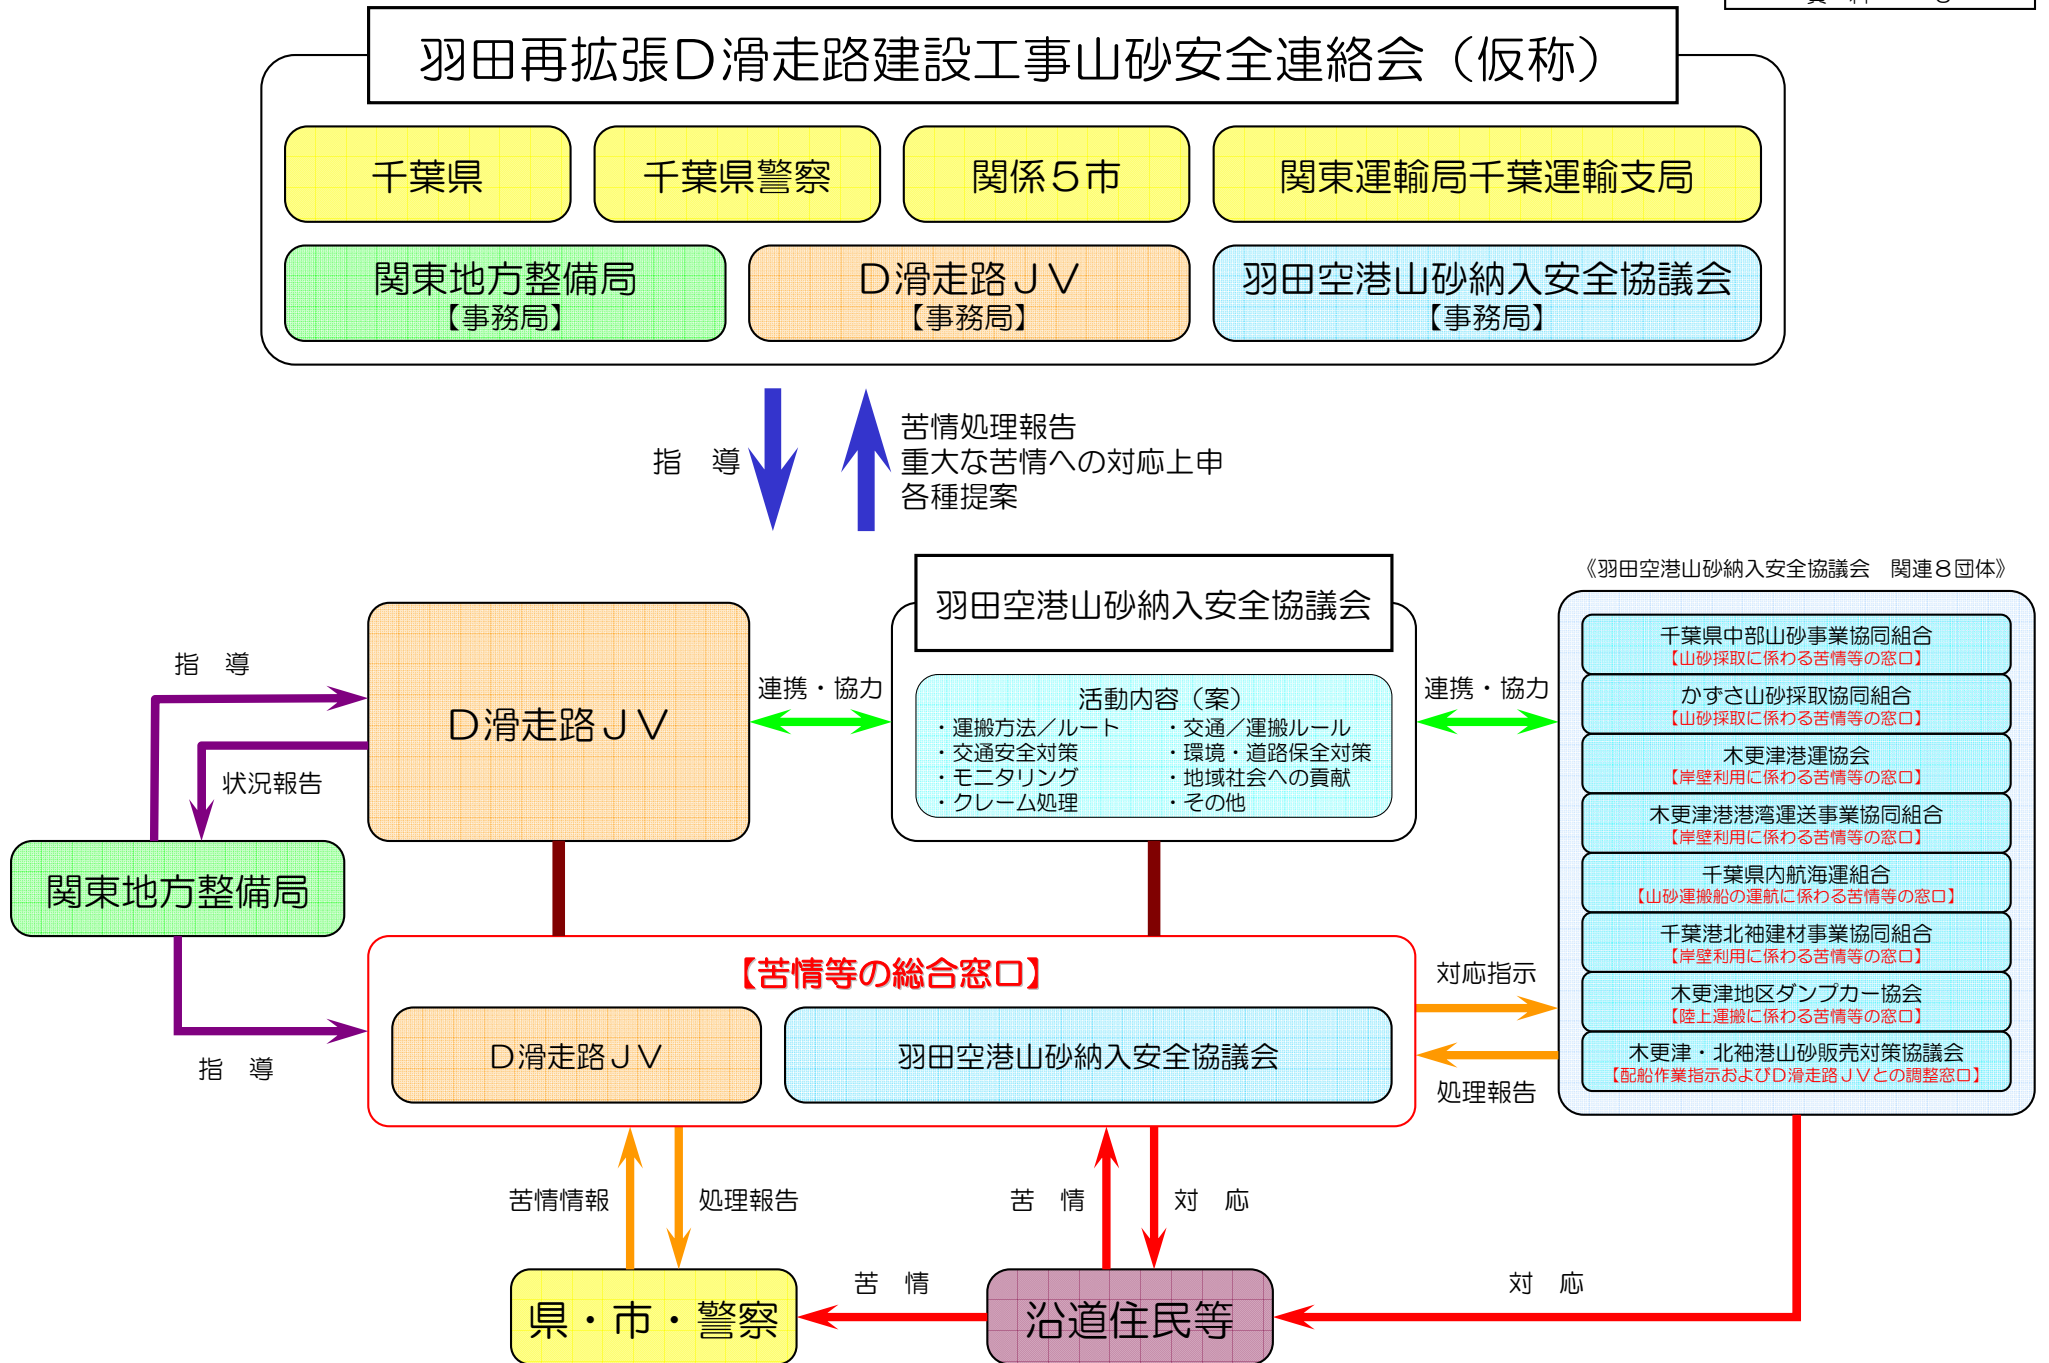 羽田再拡張D滑走路建設工事山砂安全連絡会（仮称）
千葉県
千葉県警察
関係5市
関東運輸局千葉運輸支局
関東地方整備局
【事務局】
D滑走路JV
【事務局】
羽田空港山砂納入安全協議会
【事務局】
指　導
苦情処理報告
重大な苦情への対応上申
各種提案
《羽田空港山砂納入安全協議会　関連8団体》
羽田空港山砂納入安全協議会
活動内容（案）
・運搬方法／ルート
・交通安全対策
・モニタリング
・クレーム処理
・交通／運搬ルール
・環境・道路保全対策
・地域社会への貢献
・その他
D滑走路JV
連携・協力
連携・協力
指　導
状況報告
関東地方整備局
指　導
千葉県中部山砂事業協同組合
【山砂採取に係わる苦情等の窓口】
かずさ山砂採取協同組合
【山砂採取に係わる苦情等の窓口】
木更津港運協会
【岸壁利用に係わる苦情等の窓口】
木更津港港湾運送事業協同組合
【岸壁利用に係わる苦情等の窓口】
千葉県内航海運組合
【山砂運搬船の運航に係わる苦情等の窓口】
千葉港北袖建材事業協同組合
【岸壁利用に係わる苦情等の窓口】
木更津地区ダンプカー協会
【陸上運搬に係わる苦情等の窓口】
木更津・北袖港山砂販売対策協議会
【配船作業指示およびD滑走路JVとの調整窓口】
【苦情等の総合窓口】
D滑走路JV
羽田空港山砂納入安全協議会
対応指示
処理報告
苦情情報
処理報告
苦　情
対　応
県・市・警察
苦　情
沿道住民等
対　応